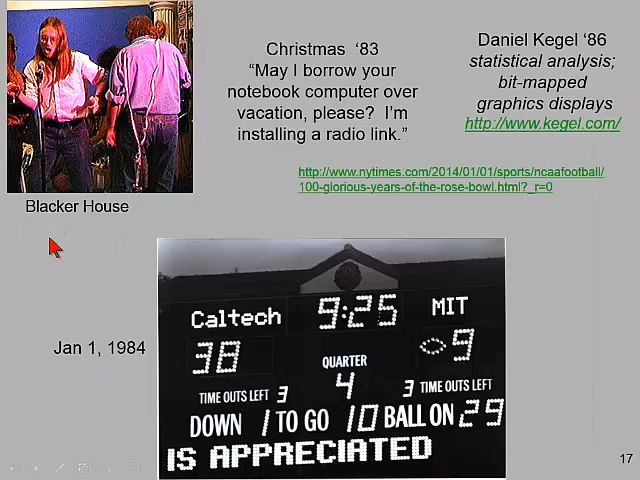 Christmas ‘83
“May I borrow your
notebook computer over
vacation, please? I’m
installing a radio link.”
Daniel Kegel ‘86
statistical analysis;
bit-mapped
graphics displays
http://www.kegel.com/
http://www.nytimes.com/2014/01/01/sports/ncaafootball/
100-glorious-years-of-the-rose-bowl.html?_r=0
Blacker House
Jan 1, 1984
Caltech 9:25 MIT
38 9
QUARTER
4
TIME OUTS LEFT 3 3 TIME OUTS LEFT
DOWN 1 TO GO 10 BALL ON 29
IS APPRECIATED
17